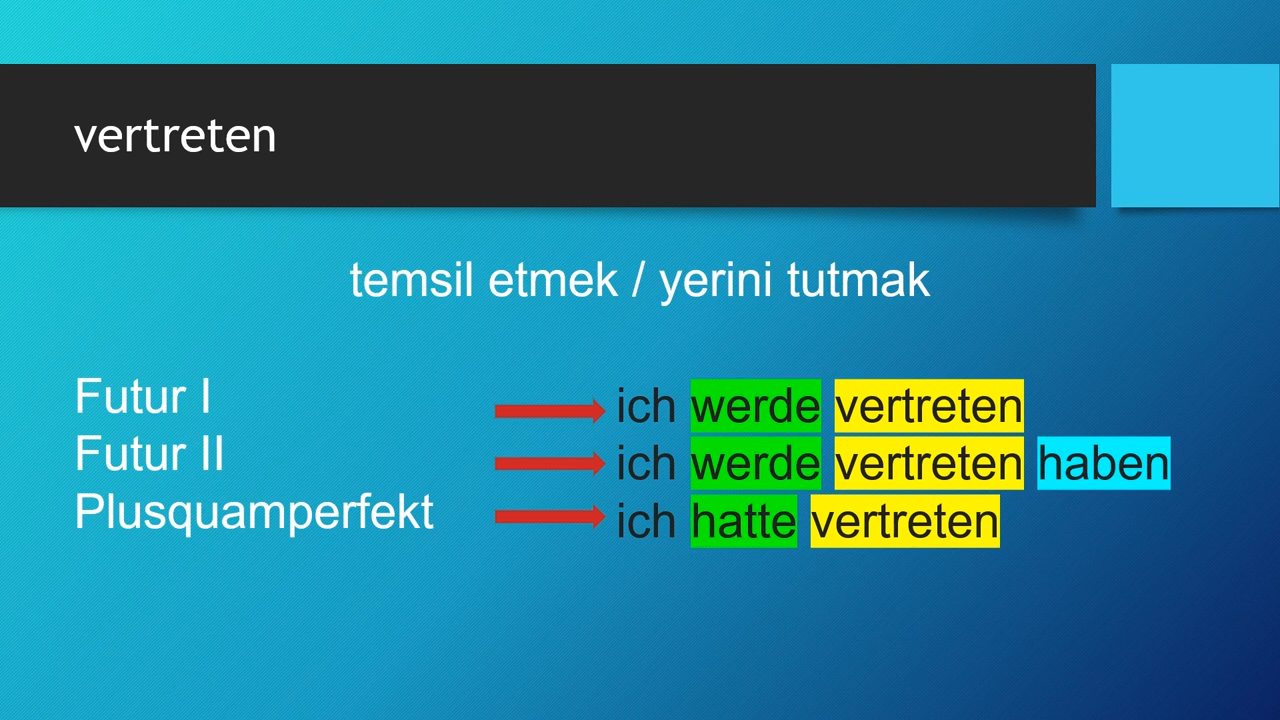 vertreten
temsil etmek / yerini tutmak
Futur I
ich werde vertreten
Futur II
ich werde vertreten haben
Plusquamperfekt
ich hatte vertreten